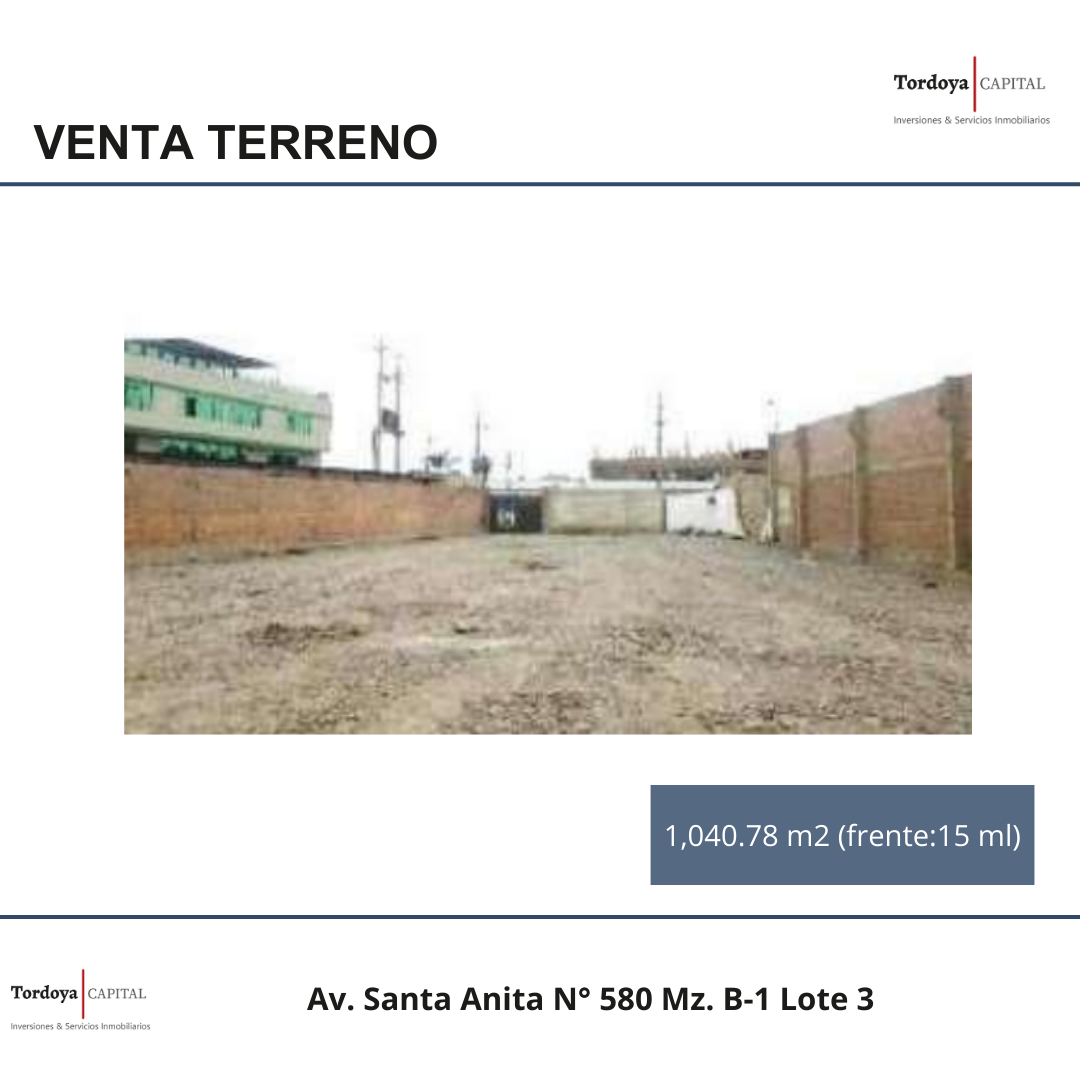 Tordoya CAPITAL
Inversiones & Servicios Inmobiliarios
VENTA TERRENO
1,040.78 m2 (frente:15 ml)
Tordoya CAPITAL
Inversiones & Servicios Inmobiliarios
Av. Santa Anita N° 580 Mz. B-1 Lote 3